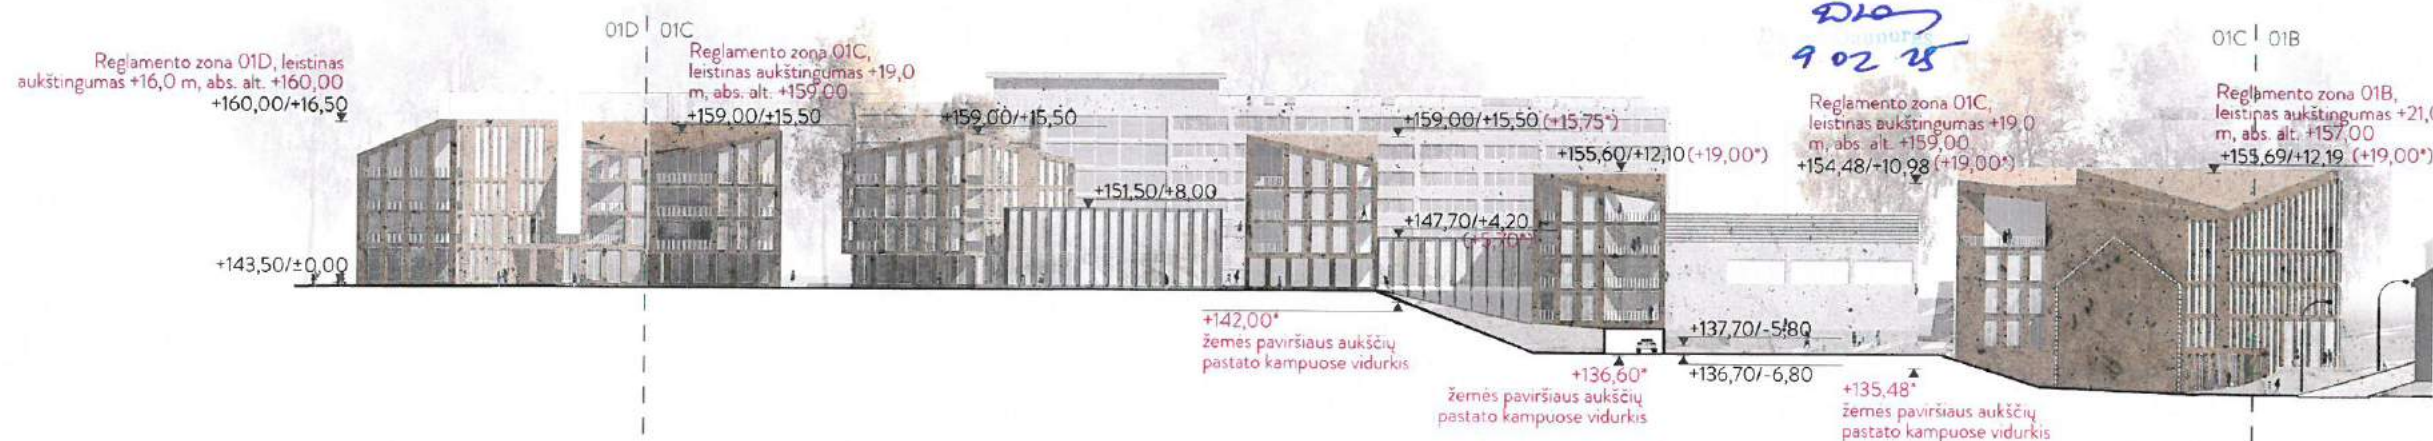 01D 01C
Reglamento zona 01D, leistinas
aukštingumas +16,0 m, abs. alt. +160,00
+160,00/+16,50
Reglamento zona 01C,
leistinas aukštingumas +19,0
m, abs. alt. +159,00
+159,00/+15,50
+159,00/+15,50
+143,50/±0,00
+151,50/+8,00
+159,00/+15,50 (+15,75*)
+155,60/+12,10 (+19,00*)
+147,70/+4,20
(+5,70*)
9 02 25
Reglamento zona 01C,
leistinas aukštingumas +19,0
m, abs. alt. +159,00
+154,48/+10,98 (+19,00*)
01C 01B
Reglamento zona 01B,
leistinas aukštingumas +21,0
m, abs. alt. +157,00
+155,69/+12,19 (+19,00*)
+142,00*
žemės paviršiaus aukščių
pastato kampuose vidurkis
+137,70/-5,80
+136,70/-6,80
+136,60*
žemės paviršiaus aukščių
pastato kampuose vidurkis
+135,48*
žemės paviršiaus aukščių
pastato kampuose vidurkis